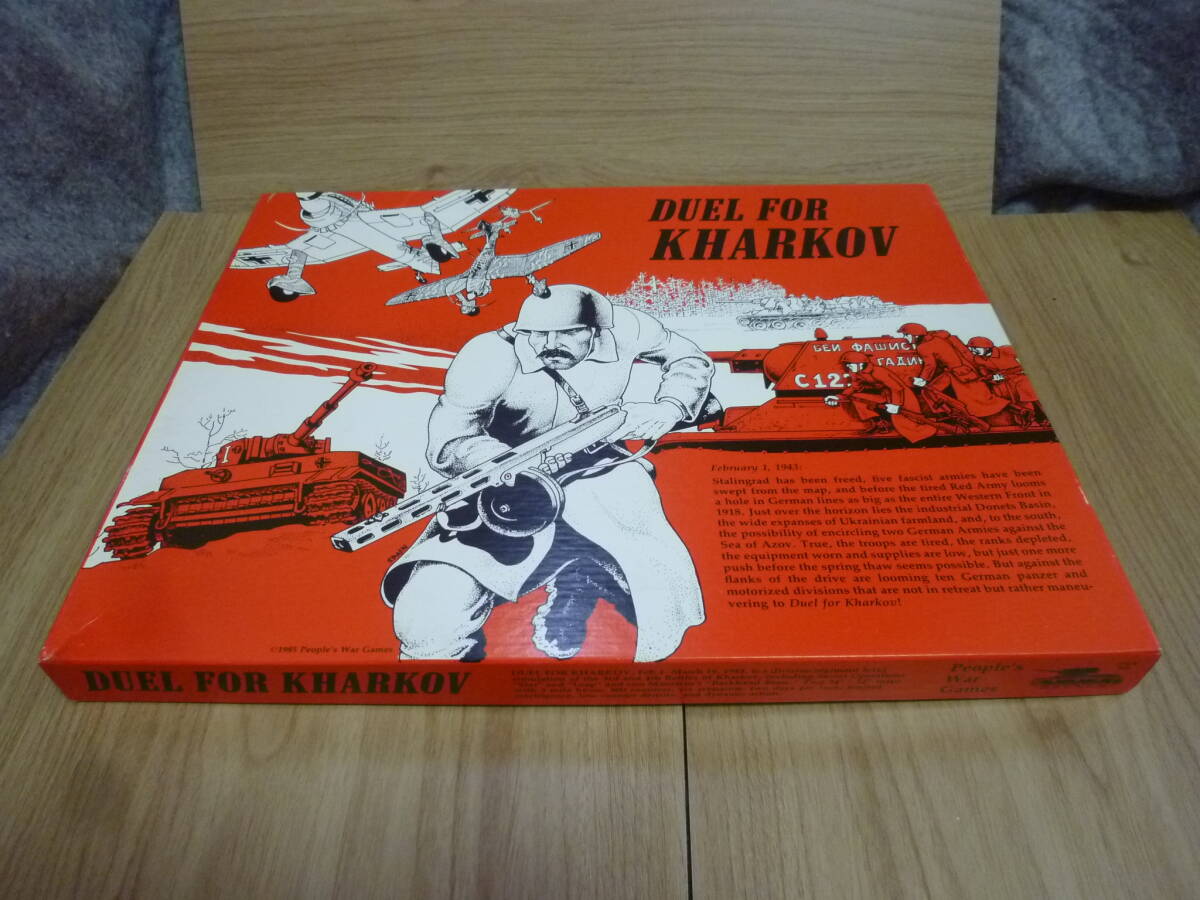 DUEL FOR
KHARKOV
БЕЙ ФАШИС
ГАДИН
С 121
I
February 1, 1943:
Stalingrad has been freed, five fascist armies have been
swept from the map, and before the tired Red Army looms
a hole in German lines as big as the entire Western Front in
1918. Just over the horizon lies the industrial Donets Basin,
the wide expanses of Ukrainian farmland, and, to the south,
the possibility of encircling two German Armies against the
Sea of Azov. True, the troops are tired, the ranks depleted,
the equipment worn and supplies are low, but just one more
push before the spring thaw seems possible. But against the
flanks of the drive are looming ten German panzer and
motorized divisions that are not in retreat but rather maneu-
vering to Duel for Kharkov!
©1985 People's War Games
DUEL FOR KHARKOV
DUEL FOR KHARKOV, Feb.
People's
War
Games